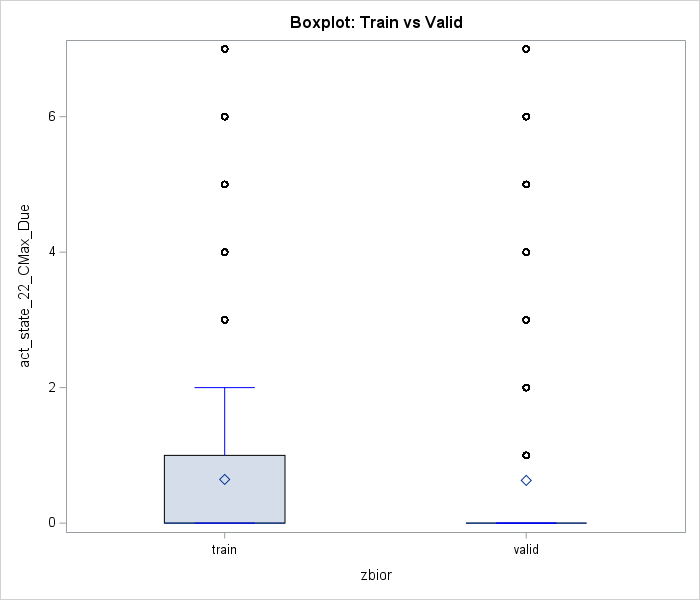 Boxplot: Train vs Valid
act_state_22_CMax_Due
6
4
2
0
train
valid
zbior